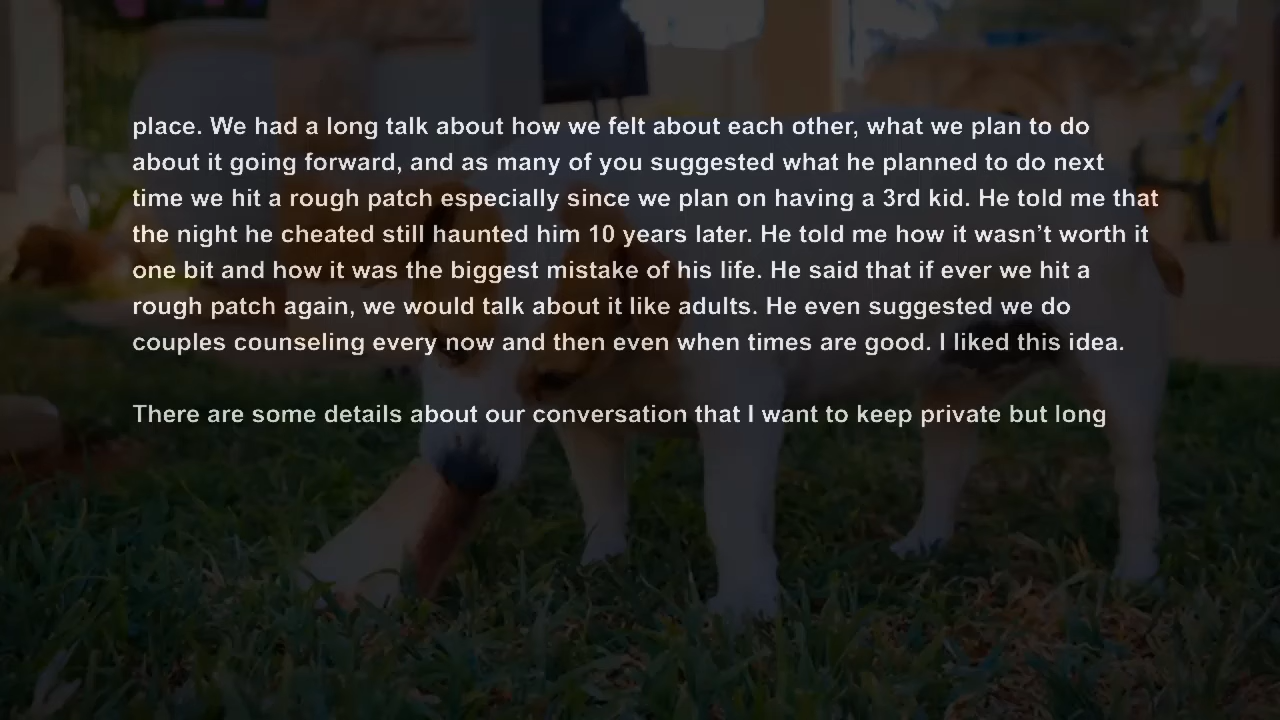 place. We had a long talk about how we felt about each other, what we plan to do
about it going forward, and as many of you suggested what he planned to do next
time we hit a rough patch especially since we plan on having a 3rd kid. He told me that
the night he cheated still haunted him 10 years later. He told me how it wasn’t worth it
one bit and how it was the biggest mistake of his life. He said that if ever we hit a
rough patch again, we would talk about it like adults. He even suggested we do
couples counseling every now and then even when times are good. I liked this idea.
There are some details about our conversation that I want to keep private but long